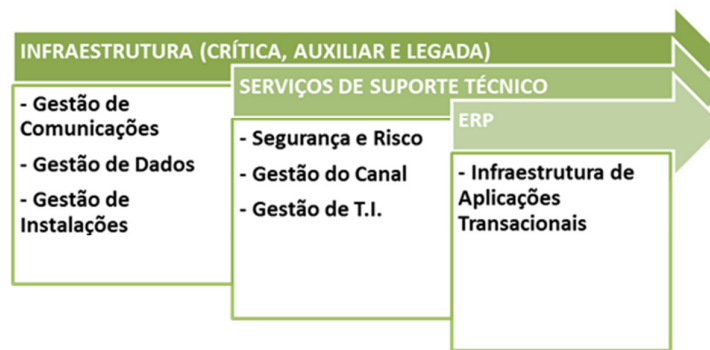 INFRAESTRUTURA (CRÍTICA, AUXILIAR E LEGADA)
- Gestão de
Comunicações
- Gestão de Dados
- Gestão de
Instalações
SERVIÇOS DE SUPORTE TÉCNICO
- Segurança e Risco
- Gestão do Canal
- Gestão de T.I.
ERP
- Infraestrutura de
Aplicações
Transacionais